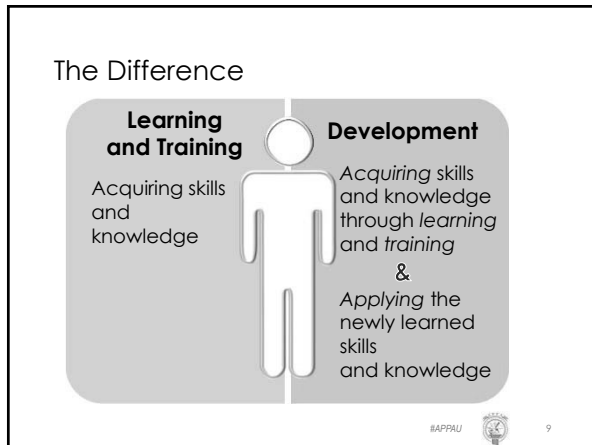 The Difference
Learning
and Training
Acquiring skills
and
knowledge
Development
Acquiring skills
and knowledge
through learning
and training
&
Applying the
newly learned
skills
and knowledge
#APPAU
9